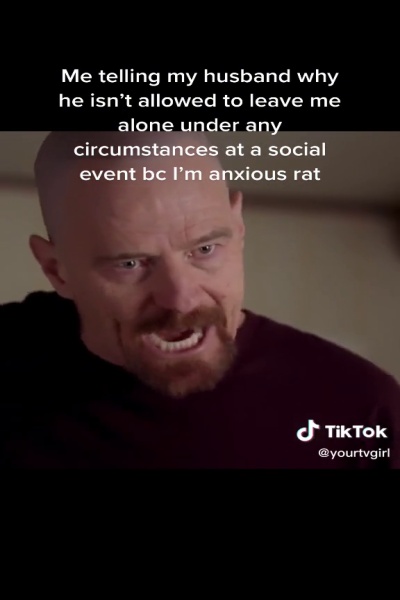 Me telling my husband why
he isn’t allowed to leave me
alone under any
circumstances at a social
event bc I’m anxious rat
TikTok
@yourtvgirl